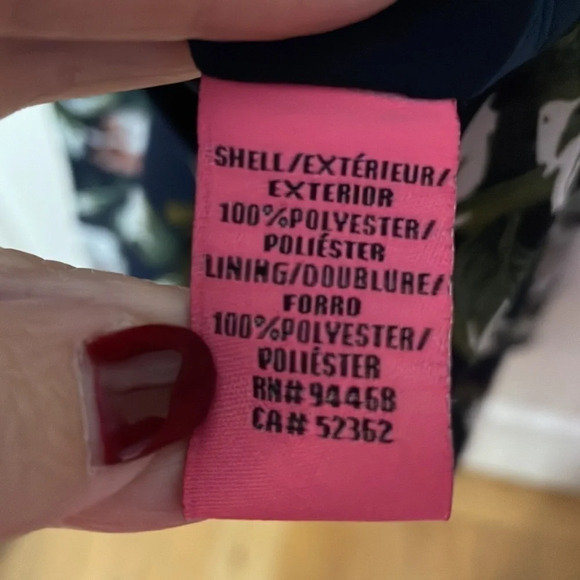 SHELL/EXTÉRIEUR/
EXTERIOR
100%POLYESTER/
POLIÉSTER
LINING/DOUBLURE/
FORRO
100%POLYESTER/
POLIÉSTER
RN# 94468
CA# 52362